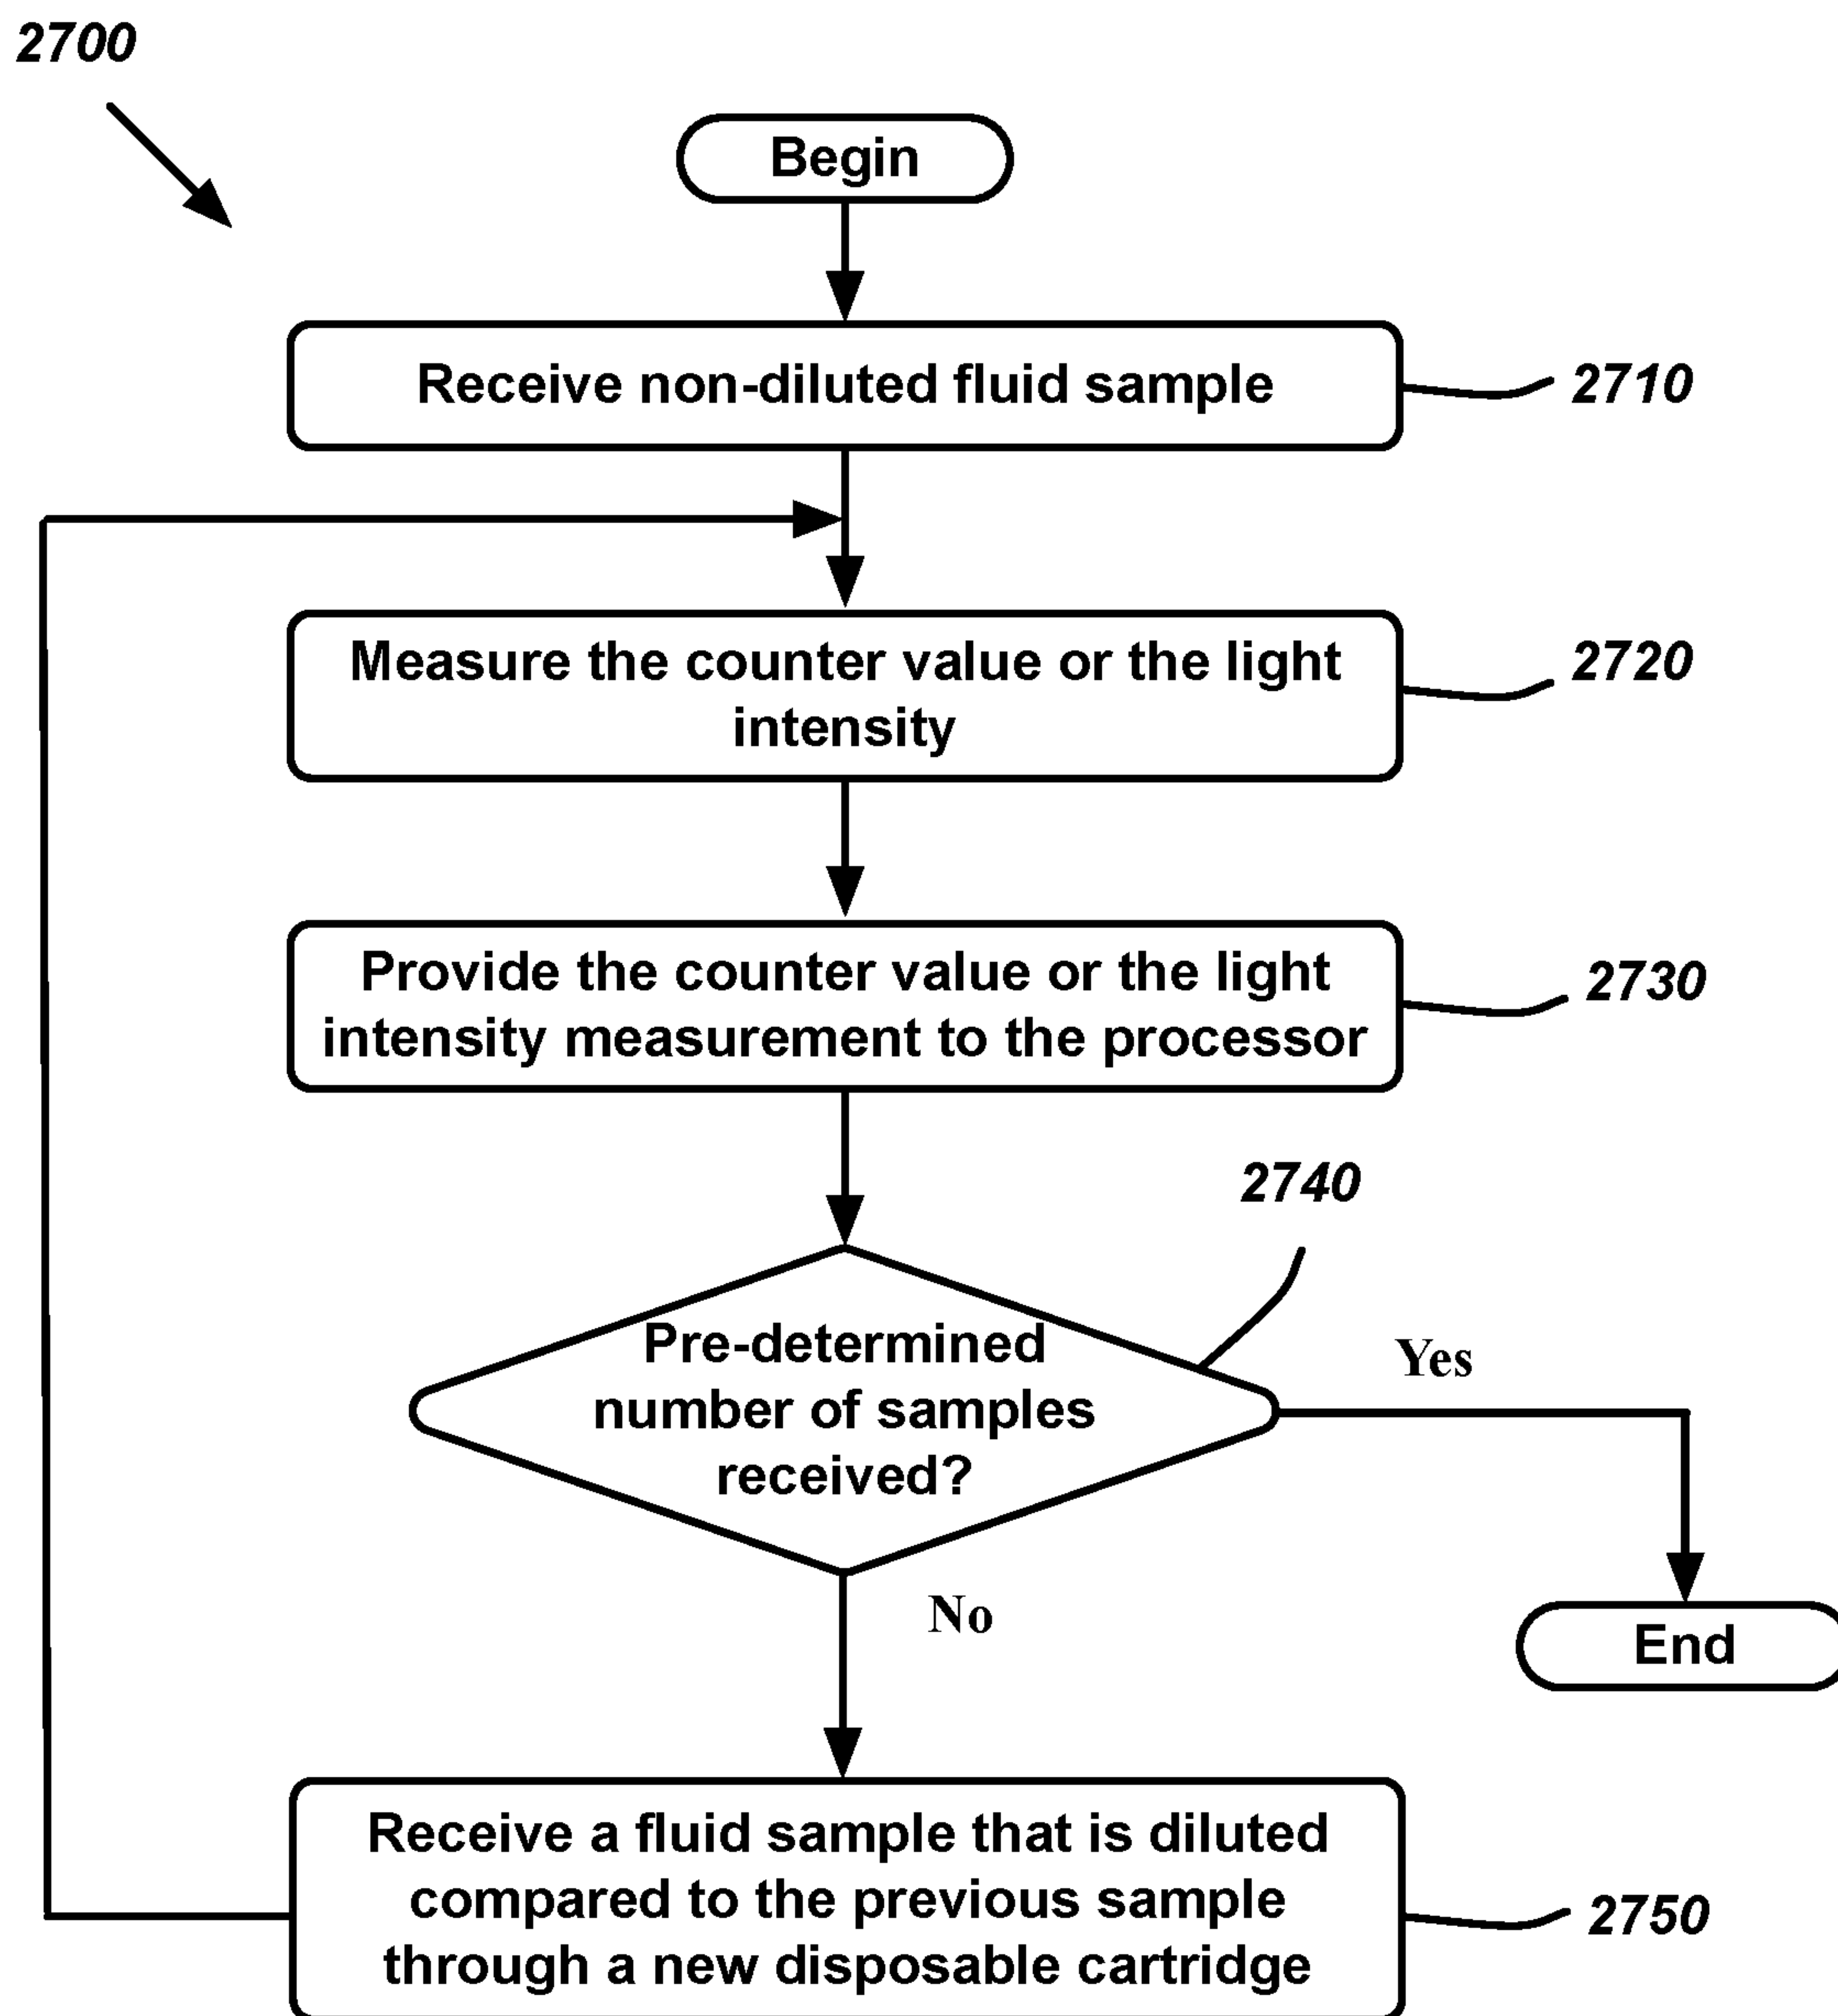 2700
Begin
Receive non-diluted fluid sample
2710
Measure the counter value or the light
intensity
2720
Provide the counter value or the light
intensity measurement to the processor
2730
2740
Pre-determined
number of samples
received?
Yes
No
End
Receive a fluid sample that is diluted
compared to the previous sample
through a new disposable cartridge
2750